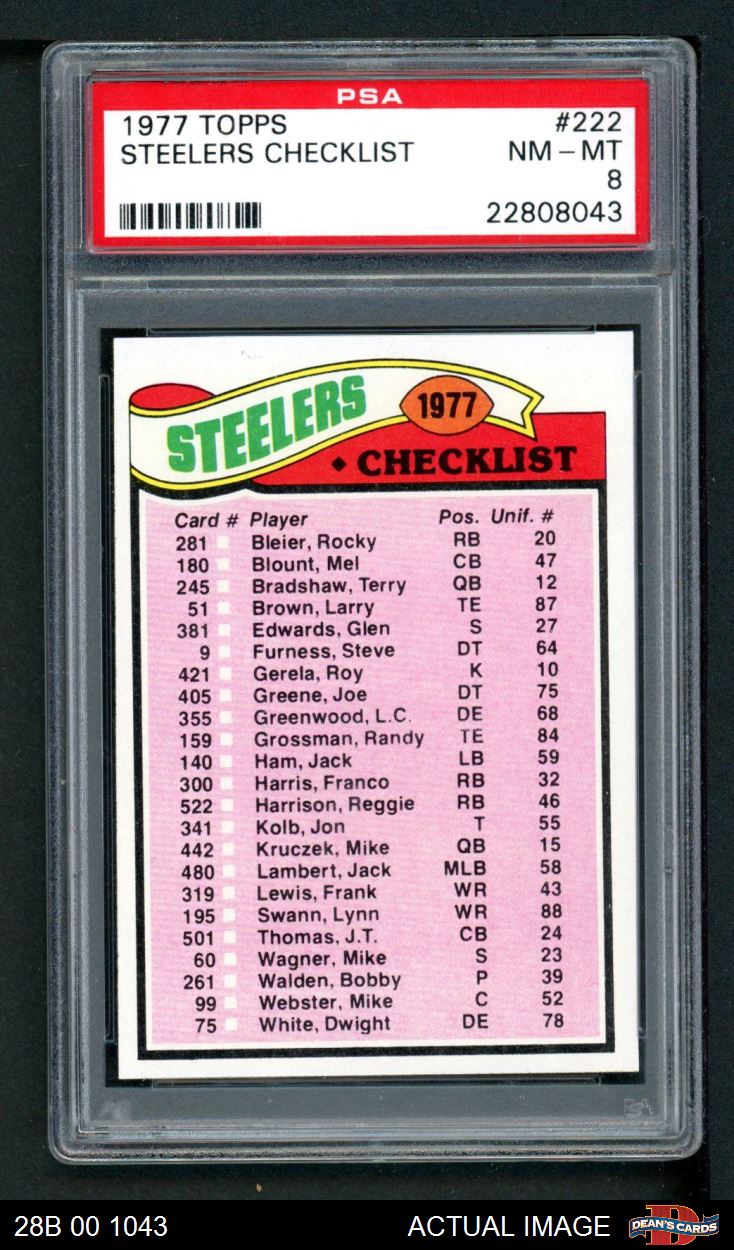 PSA
1977 TOPPS #222
STEELERS CHECKLIST NM - MT
8
22808043
STEELERS 1977
♦ CHECKLIST
Card # Player Pos. Unif. #
281 Bleier, Rocky RB 20
180 Blount, Mel CB 47
245 Bradshaw, Terry QB 12
51 Brown, Larry TE 87
381 Edwards, Glen S 27
9 Furness, Steve DT 64
421 Gerela, Roy K 10
405 Greene, Joe DT 75
355 Greenwood, L.C. DE 68
159 Grossman, Randy TE 84
140 Ham, Jack LB 59
300 Harris, Franco RB 32
522 Harrison, Reggie RB 46
341 Kolb, Jon T 55
442 Kruczek, Mike QB 15
480 Lambert, Jack MLB 58
319 Lewis, Frank WR 43
195 Swann, Lynn WR 88
501 Thomas, J.T. CB 24
60 Wagner, Mike S 23
261 Walden, Bobby P 39
99 Webster, Mike C 52
75 White, Dwight DE 78
28B 00 1043 ACTUAL IMAGE DEAN'S CARDS